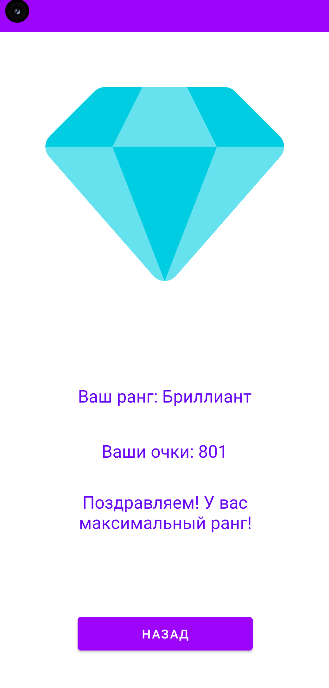 Ваш ранг: Бриллиант
Ваши очки: 801
Поздравляем! У вас
максимальный ранг!
НАЗАД